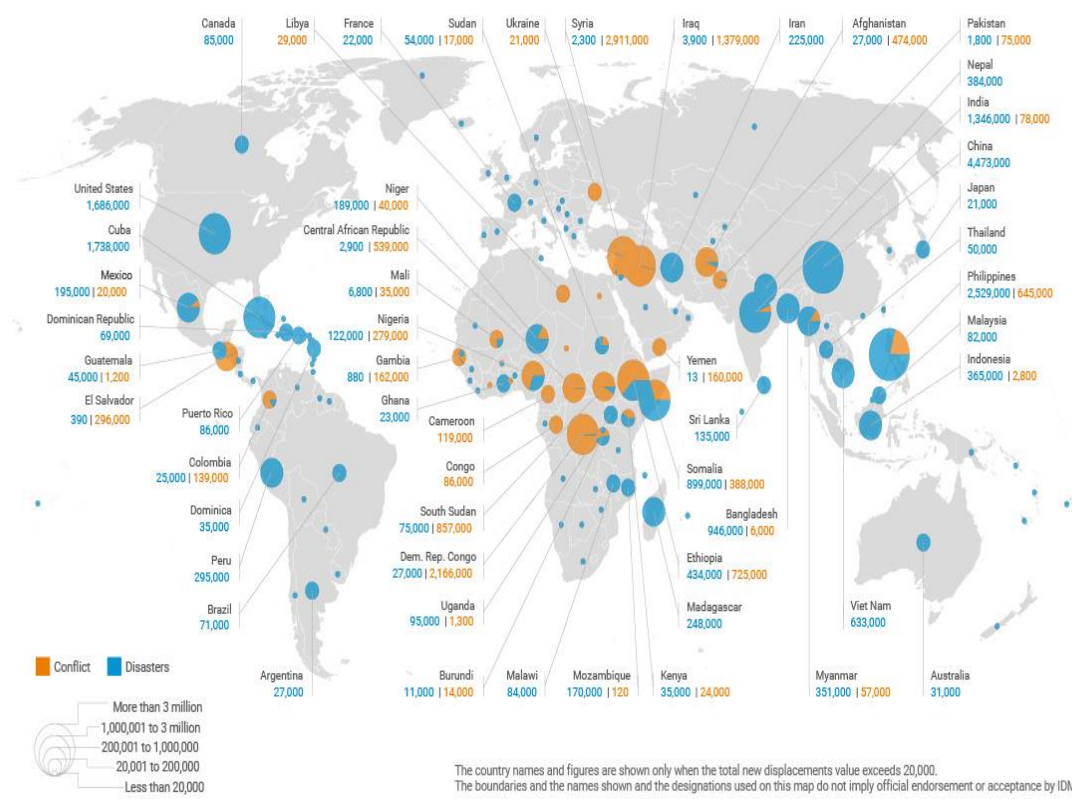 Canada
85,000
Libya
29,000
France
22,000
Sudan
54,000 | 17,000
Ukraine
21,000
Syria
2,300 | 2,911,000
Iraq
3,900 | 1,379,000
Iran
225,000
Afghanistan
27,000 | 474,000
Pakistan
1,800 | 75,000
Nepal
384,000
India
1,346,000 | 78,000
China
4,473,000
Japan
21,000
Thailand
50,000
Philippines
2,529,000 | 645,000
Malaysia
82,000
Indonesia
365,000 | 2,800
United States
1,686,000
Cuba
1,738,000
Mexico
195,000 | 20,000
Dominican Republic
69,000
Guatemala
45,000 | 1,200
El Salvador
390 | 296,000
Puerto Rico
86,000
Colombia
25,000 | 139,000
Dominica
35,000
Peru
295,000
Brazil
71,000
Argentina
27,000
Niger
189,000 | 40,000
Central African Republic
2,900 | 539,000
Mali
6,800 | 35,000
Nigeria
122,000 | 279,000
Gambia
880 | 162,000
Ghana
23,000
Cameroon
119,000
Congo
86,000
South Sudan
75,000 | 857,000
Dem. Rep. Congo
27,000 | 2,166,000
Uganda
95,000 | 1,300
Burundi
11,000 | 14,000
Malawi
84,000
Mozambique
170,000 | 120
Kenya
35,000 | 24,000
Yemen
13 | 160,000
Sri Lanka
135,000
Somalia
899,000 | 388,000
Bangladesh
946,000 | 6,000
Ethiopia
434,000 | 725,000
Madagascar
248,000
Viet Nam
633,000
Myanmar
351,000 | 57,000
Australia
31,000
Conflict
Disasters
More than 3 million
1,000,001 to 3 million
200,001 to 1,000,000
20,001 to 200,000
Less than 20,000
The country names and figures are shown only when the total new displacements value exceeds 20,000.
The boundaries and the names shown and the designations used on this map do not imply official endorsement or acceptance by